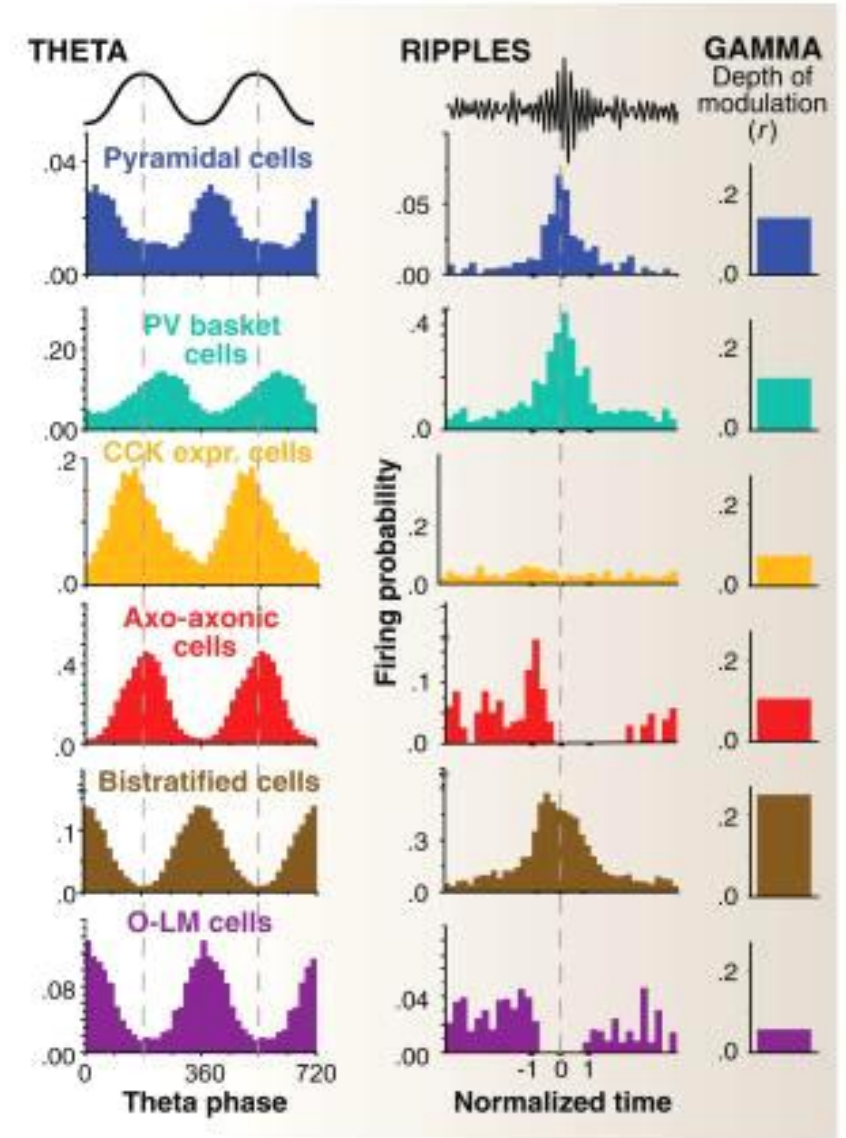 THETA
RIPPLES
GAMMA
Depth of
modulation
(r)
Pyramidal cells
.04
.00
.05
.00
.2
.0
PV basket
cells
.20
.00
.4
.0
.2
.0
CCK expr. cells
.2
.0
.2
.0
.2
.0
Axo-axonic
cells
.4
.0
.1
.0
.2
.0
Bistratified cells
.1
.0
.3
.0
.2
.0
O-LM cells
.08
.00
.04
.00
.2
.0
Firing probability
0 360 720
Theta phase
-1 0 1
Normalized time